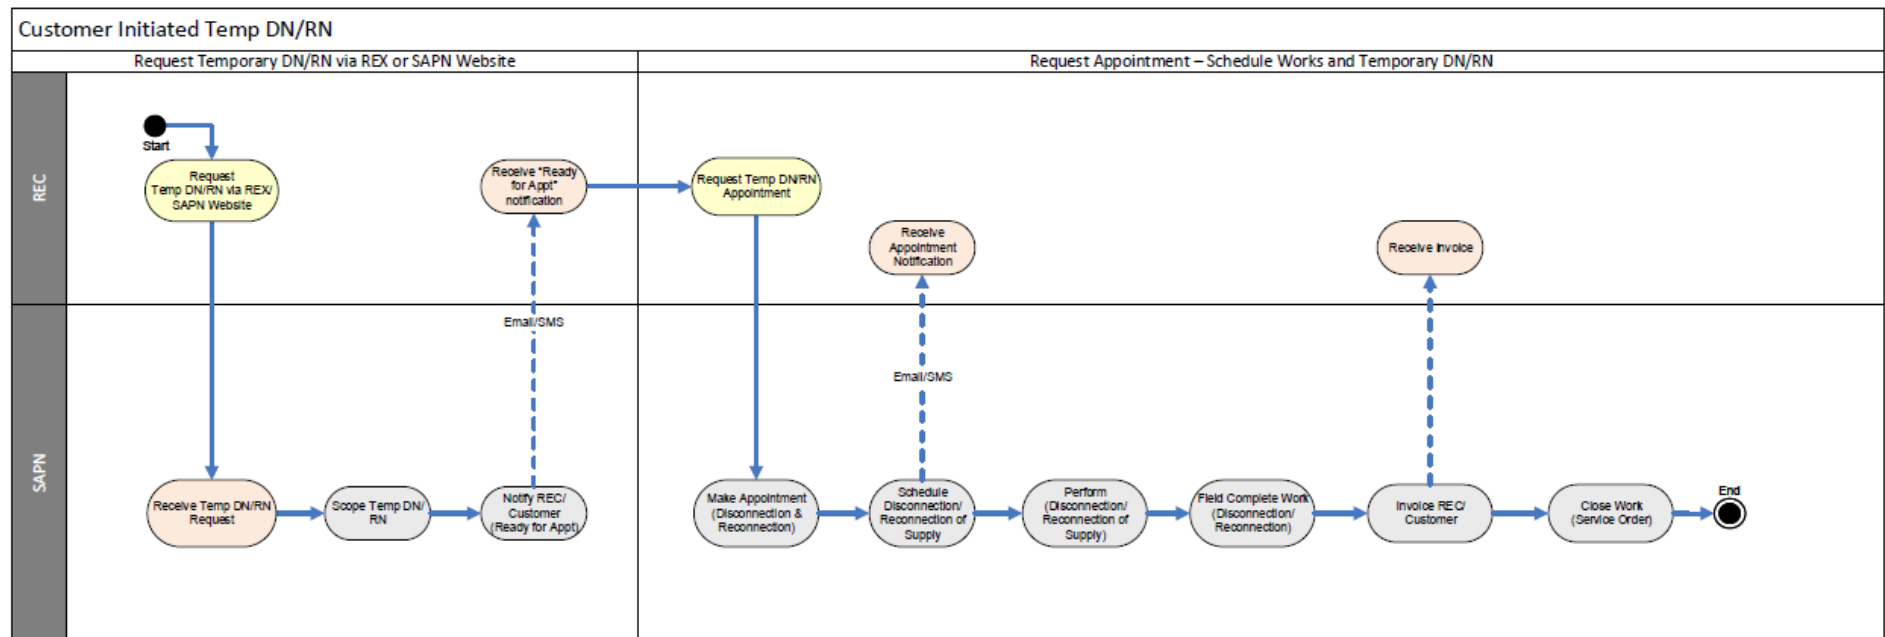 Customer Initiated Temp DN/RN
Request Temporary DN/RN via REX or SAPN Website
Request Appointment – Schedule Works and Temporary DN/RN
REC
Start
Request
Temp DN/RN via REX/
SAPN Website
Receive "Ready
for Appt"
notification
Request Temp DN/RN
Appointment
Receive
Appointment
Notification
Receive Invoice
SAPN
Email/SMS
Email/SMS
Receive Temp DN/RN
Request
Scope Temp DN/
RN
Notify REC/
Customer
(Ready for Appt)
Make Appointment
(Disconnection &
Reconnection)
Schedule
Disconnection/
Reconnection of
Supply
Perform
(Disconnection/
Reconnection of
Supply)
Field Complete Work
(Disconnection/
Reconnection)
Invoice REC/
Customer
Close Work
(Service Order)
End